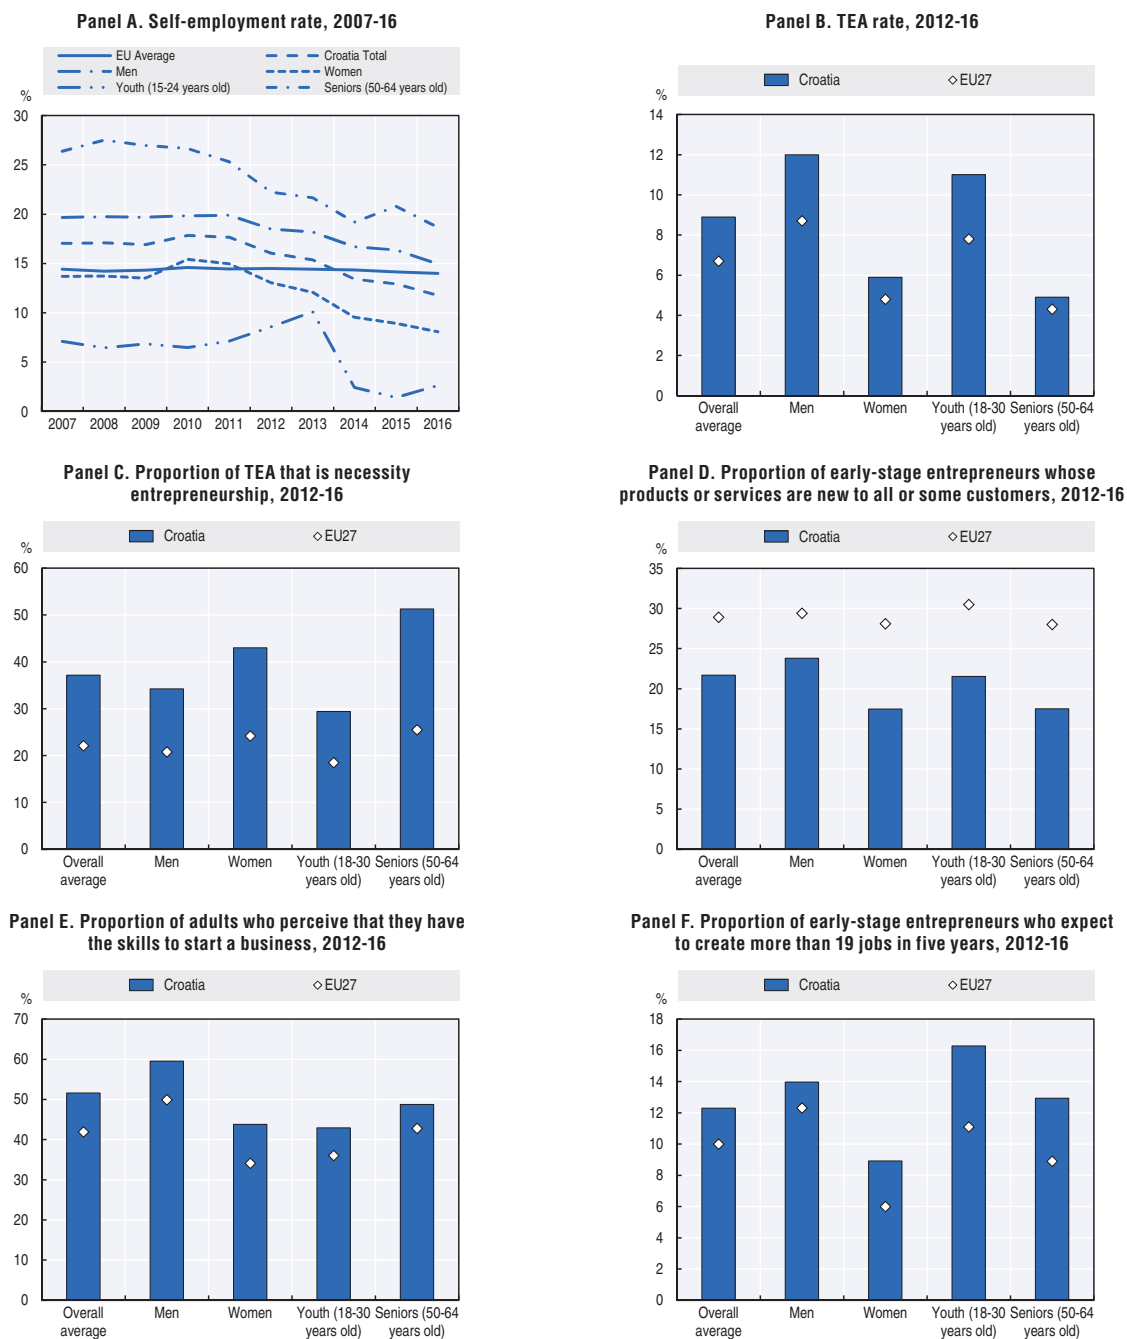 Panel A. Self-employment rate, 2007-16
EU Average
Croatia Total
Men
Women
Youth (15-24 years old)
Seniors (50-64 years old)
%
30
25
20
15
10
5
0
2007 2008 2009 2010 2011 2012 2013 2014 2015 2016
Panel B. TEA rate, 2012-16
Croatia
EU27
%
14
12
10
8
6
4
2
0
Overall average
Men
Women
Youth (18-30 years old)
Seniors (50-64 years old)
Panel C. Proportion of TEA that is necessity
entrepreneurship, 2012-16
Croatia
EU27
%
60
50
40
30
20
10
0
Overall average
Men
Women
Youth (18-30 years old)
Seniors (50-64 years old)
Panel D. Proportion of early-stage entrepreneurs whose
products or services are new to all or some customers, 2012-16
Croatia
EU27
%
35
30
25
20
15
10
5
0
Overall average
Men
Women
Youth (18-30 years old)
Seniors (50-64 years old)
Panel E. Proportion of adults who perceive that they have
the skills to start a business, 2012-16
Croatia
EU27
%
70
60
50
40
30
20
10
0
Overall average
Men
Women
Youth (18-30 years old)
Seniors (50-64 years old)
Panel F. Proportion of early-stage entrepreneurs who expect
to create more than 19 jobs in five years, 2012-16
Croatia
EU27
%
18
16
14
12
10
8
6
4
2
0
Overall average
Men
Women
Youth (18-30 years old)
Seniors (50-64 years old)